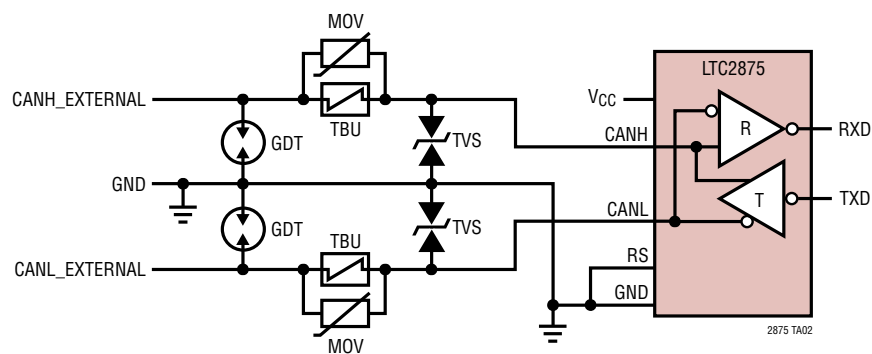 MOV
LTC2875
CANH_EXTERNAL
VCC
TBU
R
RXD
GDT
TVS
CANH
GND
T
TXD
CANL
GDT
TVS
TBU
RS
CANL_EXTERNAL
GND
MOV
2875 TA02